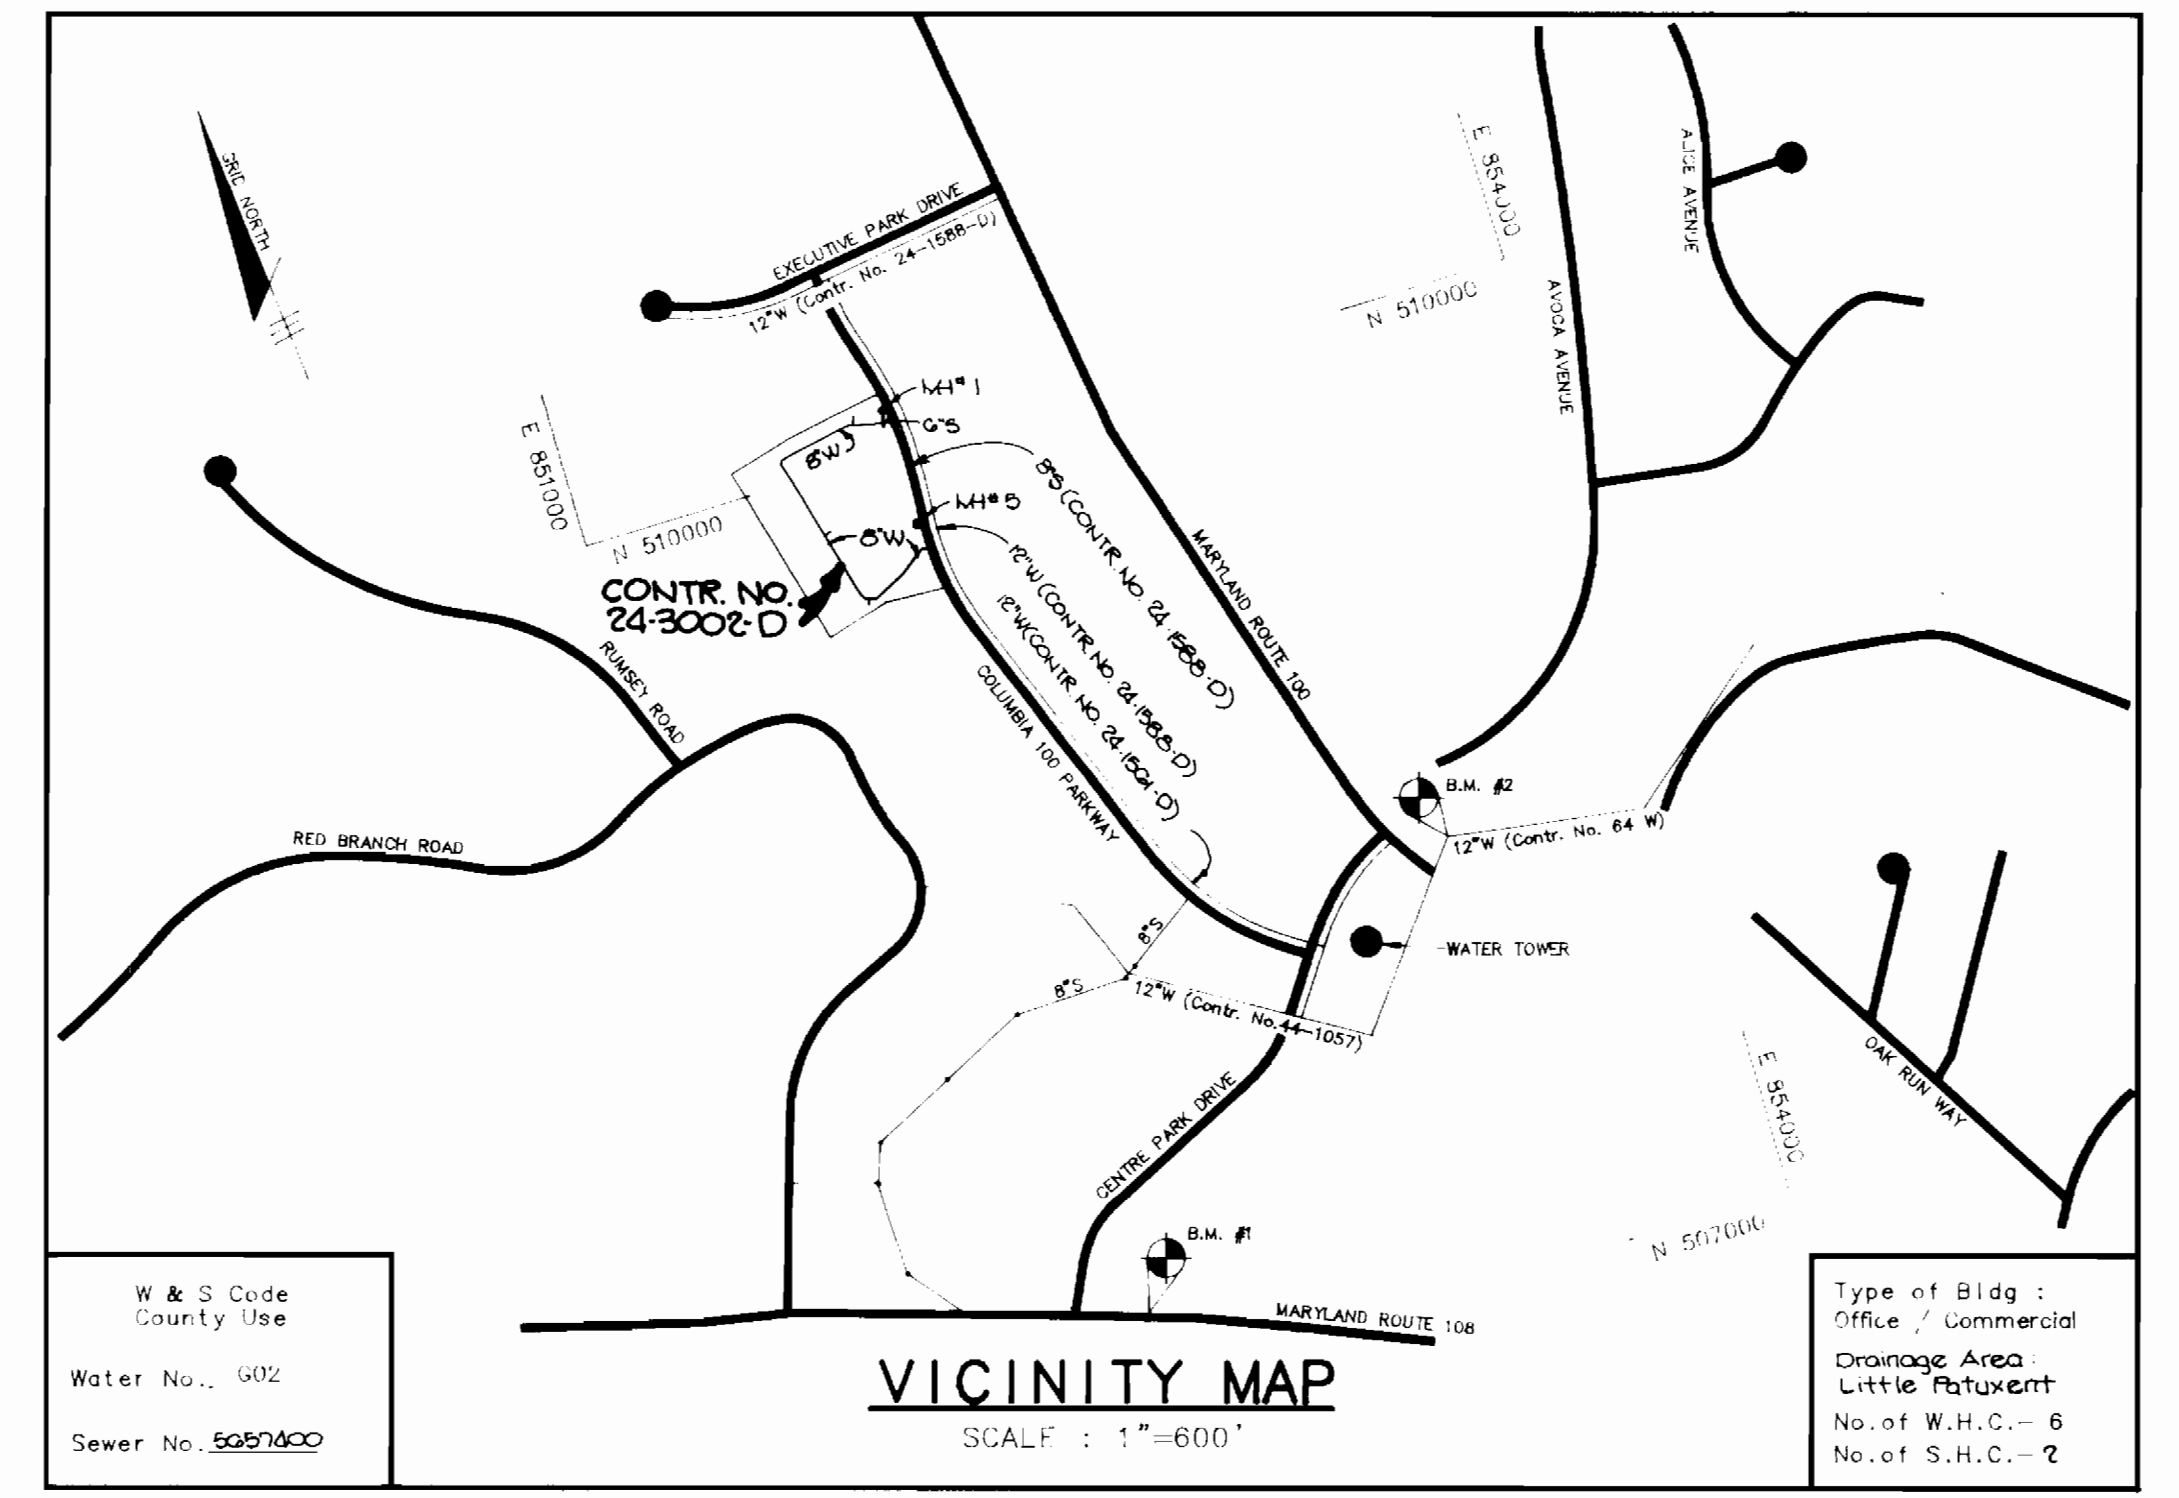 GRID NORTH
EXECUTIVE PARK DRIVE
12"W (Contr. No. 24-1588-D)
E 854000
N 510000
AVOCA AVENUE
ALICE AVENUE
MH#1
6"S
8"W
8"S (CONTR. NO. 24-1588-D)
MH#5
8"W
12"W (CONTR. NO. 24-1588-D)
E 851000
N 510000
CONTR. NO.
24-3002-D
MARYLAND ROUTE 100
RUMSEY ROAD
COLUMBIA 100 PARKWAY
B.M. #2
12"W (Contr. No. 64 W)
RED BRANCH ROAD
8"S
WATER TOWER
8"S
12"W (Contr. No. 44-1057)
OAK RUN WAY
E 854000
CENTRE PARK DRIVE
N 507000
B.M. #1
MARYLAND ROUTE 108
VICINITY MAP
SCALE : 1"=600'
W & S Code
County Use
Water No. G02
Sewer No. 5657400
Type of Bldg :
Office / Commercial
Drainage Area :
Little Patuxent
No. of W.H.C.- 6
No. of S.H.C.- 2